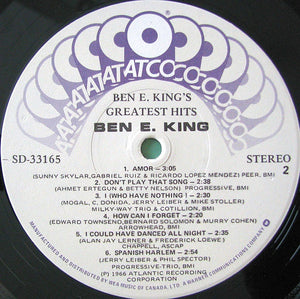 ATATATATATCOCOCOCOCO
BEN E. KING'S
GREATEST HITS
BEN E. KING
SD-33165
STEREO
2
1. AMOR – 3:05
(SUNNY SKYLAR, GABRIEL RUIZ & RICARDO LOPEZ MENDEZ) PEER, BMI
2. DON'T PLAY THAT SONG – 2:38
(AHMET ERTEGUN & BETTY NELSON) PROGRESSIVE, BMI
3. I (WHO HAVE NOTHING) – 2:21
(MOGAL, C. DONIDA, JERRY LEIBER & MIKE STOLLER)
MILKY-WAY TRIO & COTILLION, BMI
4. HOW CAN I FORGET – 2:20
(EDWARD TOWNSEND, BERNARD SOLOMON & MURRY COHEN)
ARROWHEAD, BMI
5. I COULD HAVE DANCED ALL NIGHT – 2:35
(ALAN JAY LERNER & FREDERICK LOEWE)
CHAPPELL, ASCAP
6. SPANISH HARLEM – 2:54
(JERRY LEIBER & PHIL SPECTOR)
PROGRESSIVE-TRIO, BMI
℗ 1966 ATLANTIC RECORDING
CORPORATION
MANUFACTURED AND DISTRIBUTED BY WEA MUSIC OF CANADA, LTD. A WARNER COMMUNICATIONS COMPANY